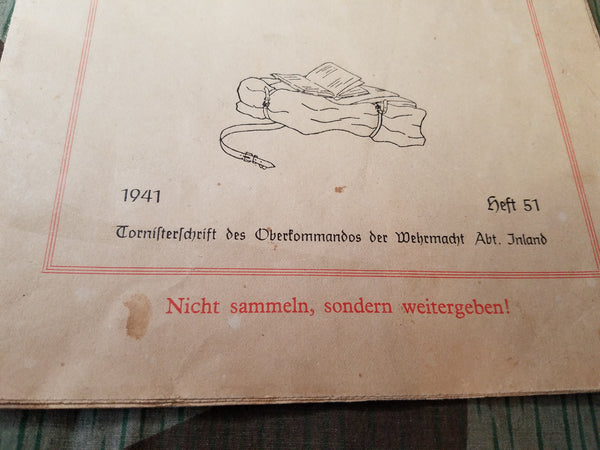 1941
Heft 51
Tornisterschrift des Oberkommandos der Wehrmacht Abt. Inland
Nicht sammeln, sondern weitergeben!